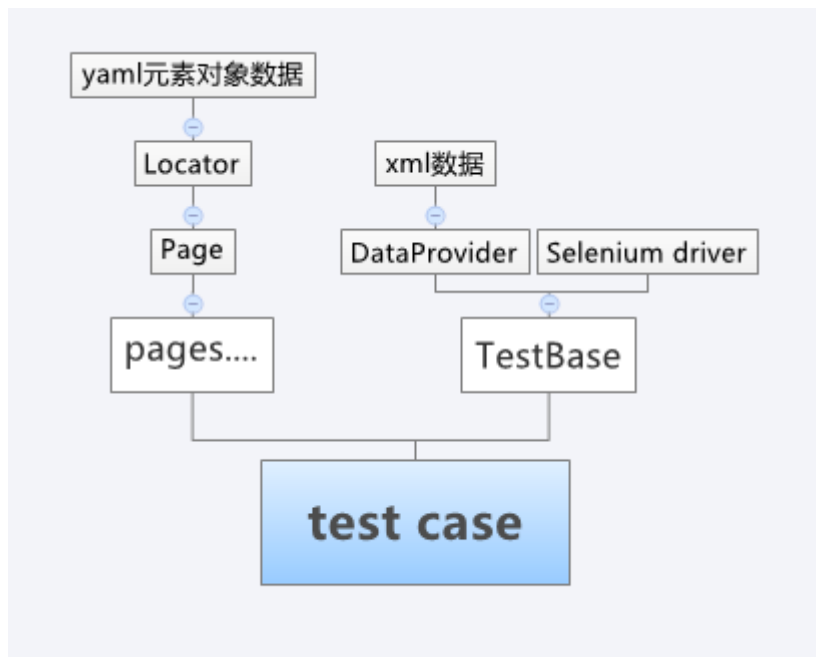 yaml元素对象数据
Locator
xml数据
Page
DataProvider
Selenium driver
pages....
TestBase
test case